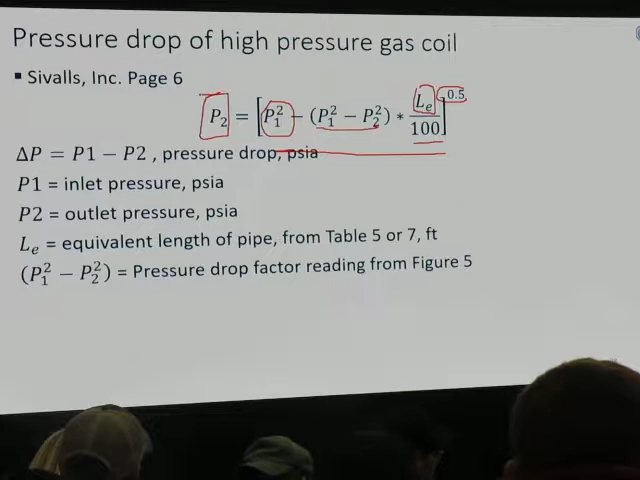 Pressure drop of high pressure gas coil
▪ Sivalls, Inc. Page 6
P₂ = [P₁² − (P₁² − P₂²) * Lₑ/100]^0.5
ΔP = P1 − P2 , pressure drop, psia
P1 = inlet pressure, psia
P2 = outlet pressure, psia
Lₑ = equivalent length of pipe, from Table 5 or 7, ft
(P₁² − P₂²) = Pressure drop factor reading from Figure 5